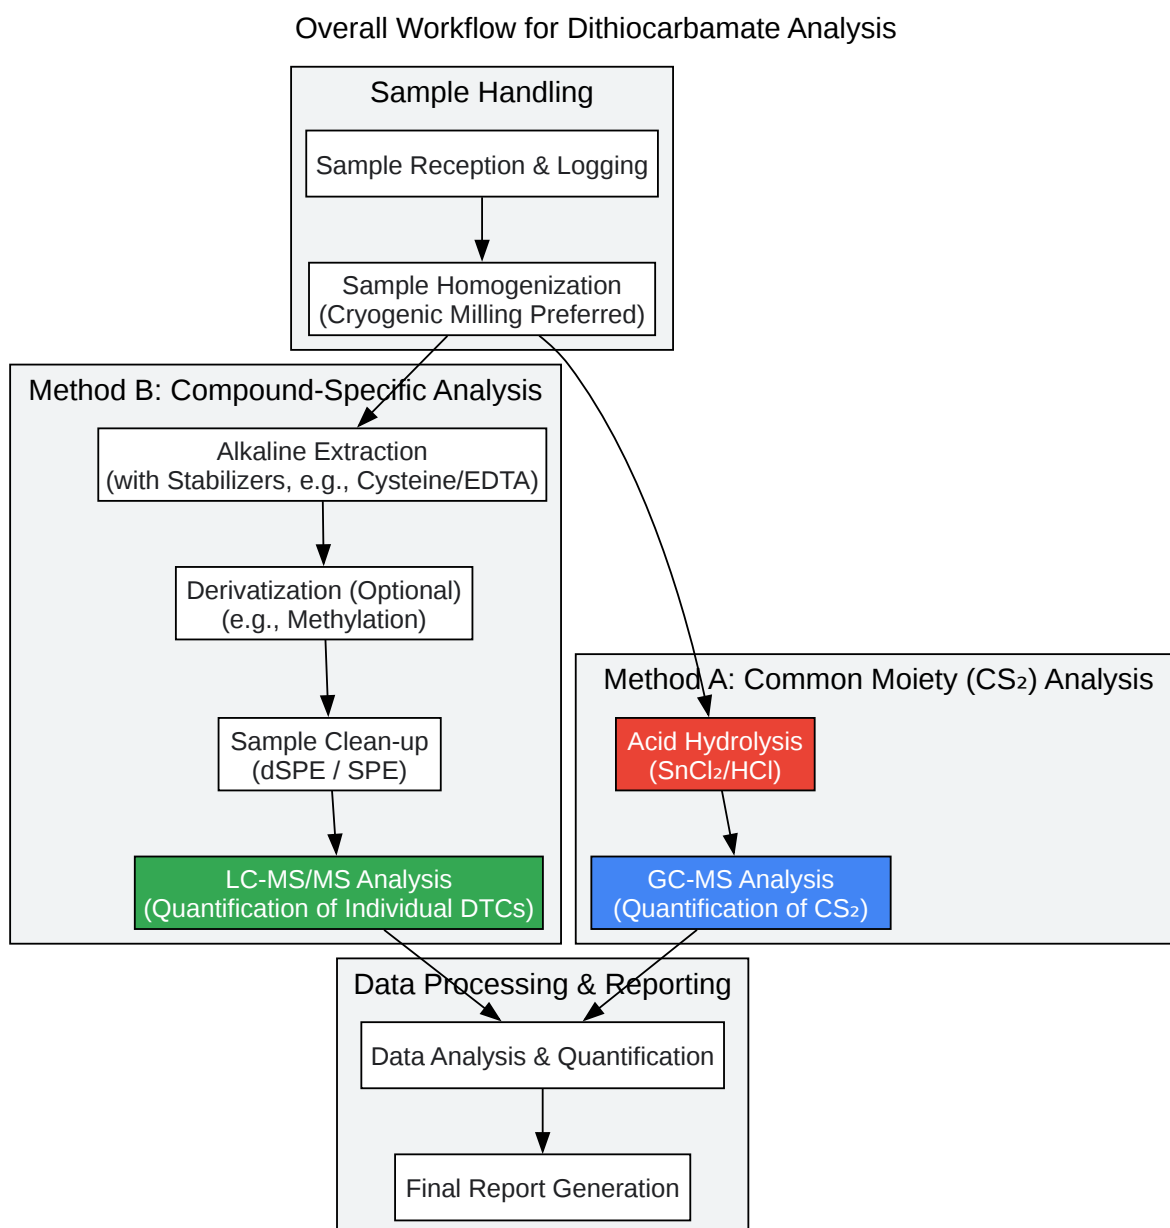 Overall Workflow for Dithiocarbamate Analysis
Sample Handling
Sample Reception & Logging
Sample Homogenization
(Cryogenic Milling Preferred)
Method B: Compound-Specific Analysis
Alkaline Extraction
(with Stabilizers, e.g., Cysteine/EDTA)
Derivatization (Optional)
(e.g., Methylation)
Sample Clean-up
(dSPE / SPE)
LC-MS/MS Analysis
(Quantification of Individual DTCs)
Method A: Common Moiety (CS₂) Analysis
Acid Hydrolysis
(SnCl₂/HCl)
GC-MS Analysis
(Quantification of CS₂)
Data Processing & Reporting
Data Analysis & Quantification
Final Report Generation